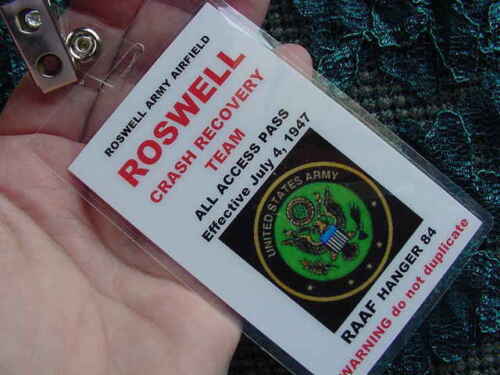 ROSWELL ARMY AIRFIELD
ROSWELL
CRASH RECOVERY
TEAM
ALL ACCESS PASS
Effective July 4, 1947
UNITED STATES ARMY
RAAF HANGER 84
WARNING do not duplicate